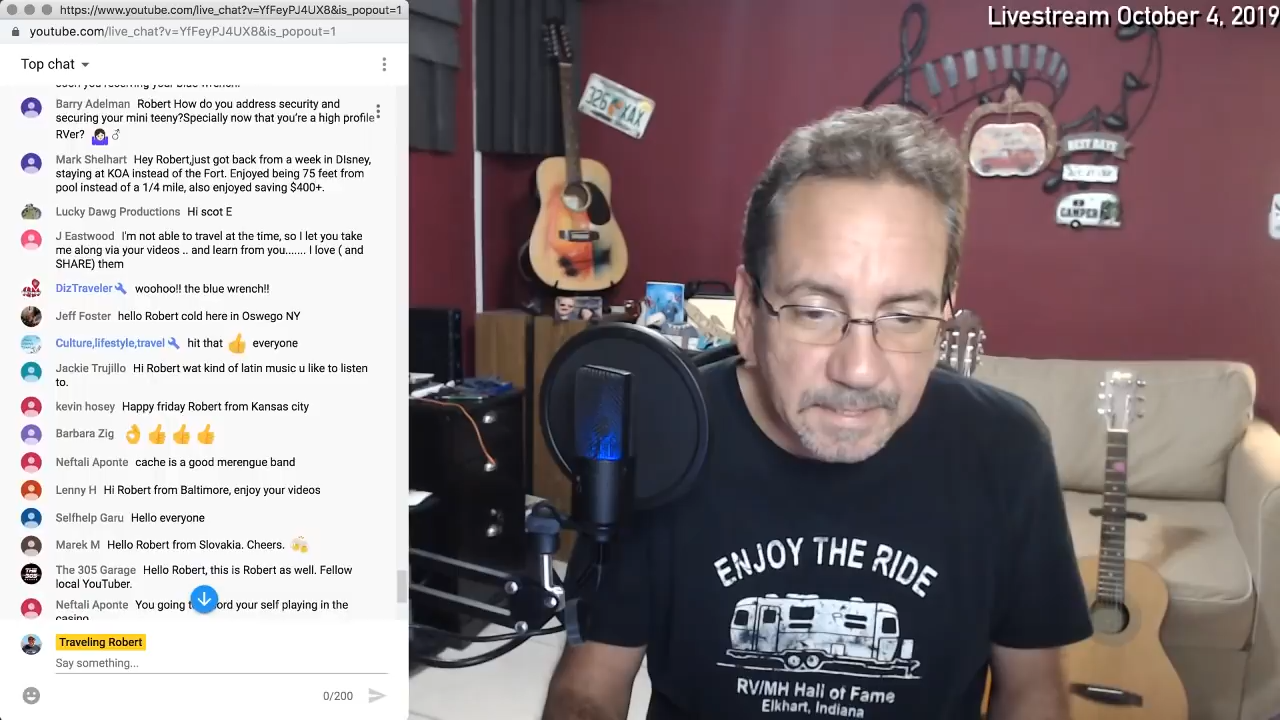 https://www.youtube.com/live_chat?v=YfFeyPJ4UX8&is_popout=1
youtube.com/live_chat?v=YfFeyPJ4UX8&is_popout=1
Livestream October 4, 2019
Top chat
Barry Adelman Robert How do you address security and
securing your mini teeny?Specially now that you're a high profile
RVer? 🤷🏻‍♂
Mark Shelhart Hey Robert,just got back from a week in DIsney,
staying at KOA instead of the Fort. Enjoyed being 75 feet from
pool instead of a 1/4 mile, also enjoyed saving $400+.
Lucky Dawg Productions Hi scot E
J Eastwood I'm not able to travel at the time, so I let you take
me along via your videos .. and learn from you....... I love ( and
SHARE) them
DizTraveler woohoo!! the blue wrench!!
Jeff Foster hello Robert cold here in Oswego NY
Culture,lifestyle,travel hit that 👍 everyone
Jackie Trujillo Hi Robert wat kind of latin music u like to listen
to.
kevin hosey Happy friday Robert from Kansas city
Barbara Zig 👌👍👍👍
Neftali Aponte cache is a good merengue band
Lenny H Hi Robert from Baltimore, enjoy your videos
Selfhelp Garu Hello everyone
Marek M Hello Robert from Slovakia. Cheers. 🍻
The 305 Garage Hello Robert, this is Robert as well. Fellow
local YouTuber.
Neftali Aponte You going your self playing in the
casino
Traveling Robert
Say something...
0/200
326 KAX
BEST DAYS
CAMPER
ENJOY THE RIDE
RV/MH Hall of Fame
Elkhart, Indiana